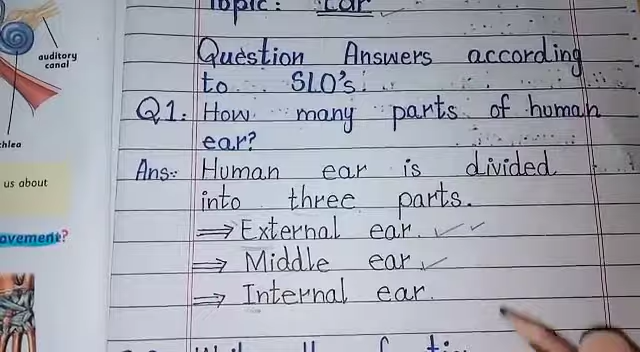 Topic: Ear
auditory
canal
Question Answers according
to SLO's:
Q1: How many parts of human
ear?
Ans:- Human ear is divided
into three parts.
⇒ External ear. ✓ ✓
⇒ Middle ear. ✓
⇒ Internal ear.
us about